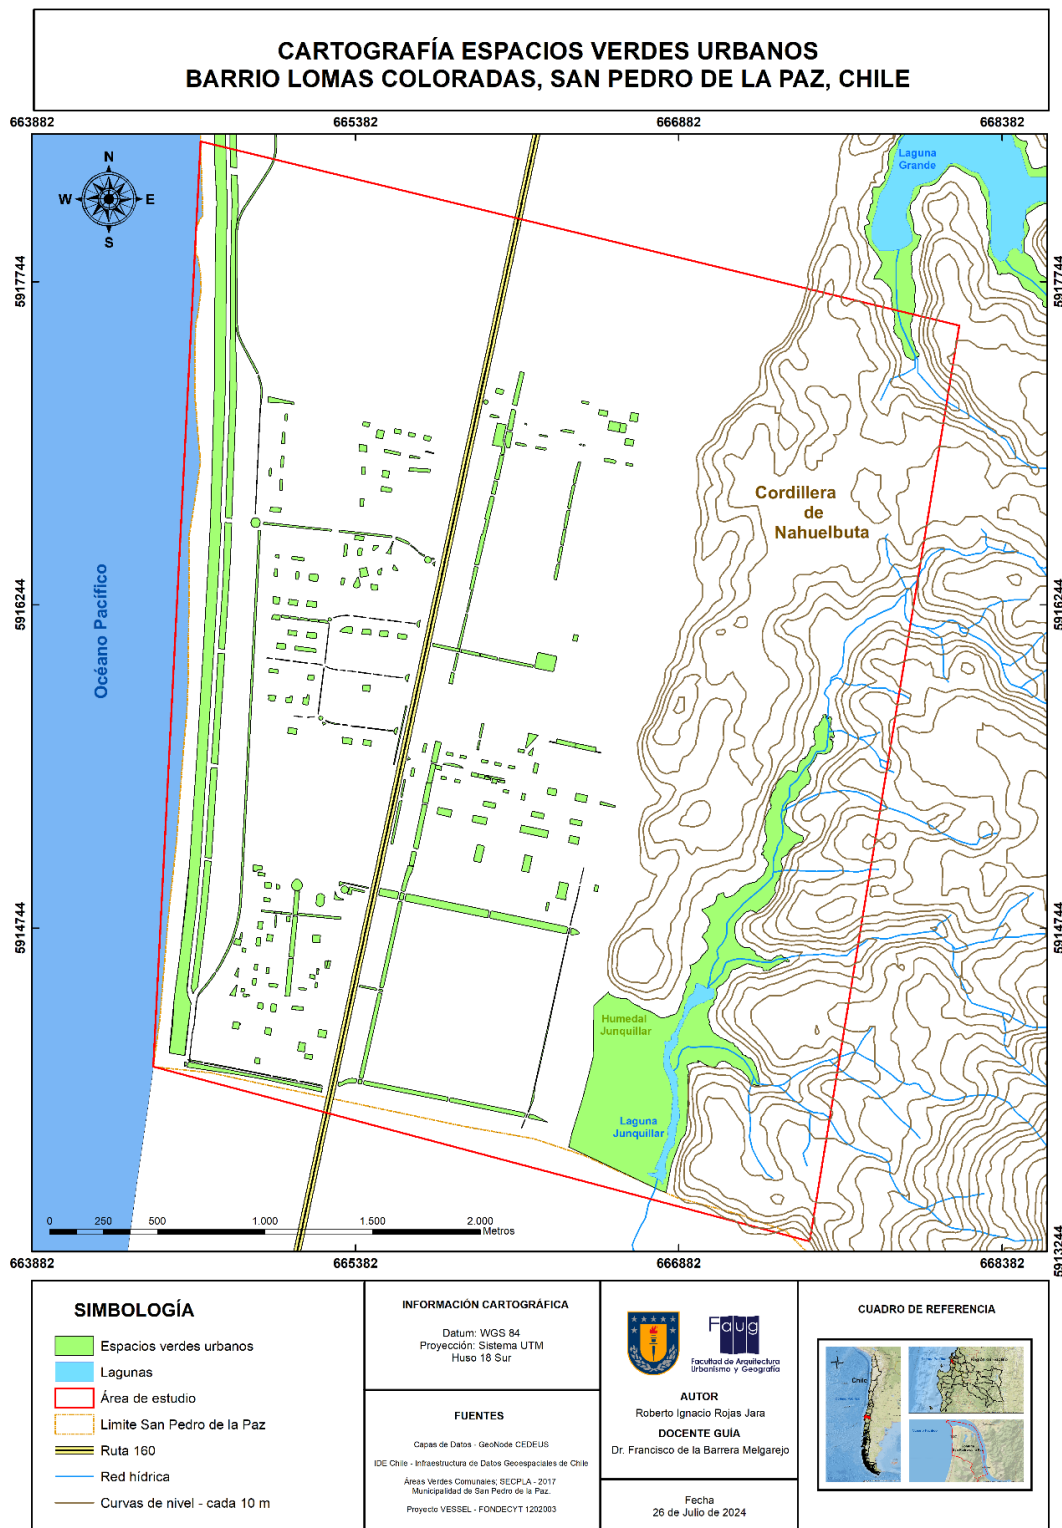 CARTOGRAFÍA ESPACIOS VERDES URBANOS
BARRIO LOMAS COLORADAS, SAN PEDRO DE LA PAZ, CHILE
663882
665382
666882
668382
N
W
E
S
Laguna
Grande
5917744
5917744
Cordillera
de
Nahuelbuta
5916244
5916244
Océano Pacífico
5914744
5914744
Humedal
Junquillar
Laguna
Junquillar
0 250 500 1.000 1.500 2.000
Metros
5913244
663882
665382
666882
668382
SIMBOLOGÍA
Espacios verdes urbanos
Lagunas
Área de estudio
Limite San Pedro de la Paz
Ruta 160
Red hídrica
Curvas de nivel - cada 10 m
INFORMACIÓN CARTOGRÁFICA
Datum: WGS 84
Proyección: Sistema UTM
Huso 18 Sur
FUENTES
Capas de Datos - GeoNode CEDEUS
IDE Chile - Infraestructura de Datos Geoespaciales de Chile
Áreas Verdes Comunales; SECPLA - 2017
Municipalidad de San Pedro de la Paz.
Proyecto VESSEL - FONDECYT 1202003
Faug
Facultad de Arquitectura
Urbanismo y Geografía
AUTOR
Roberto Ignacio Rojas Jara
DOCENTE GUÍA
Dr. Francisco de la Barrera Melgarejo
Fecha
26 de Julio de 2024
CUADRO DE REFERENCIA
Chile